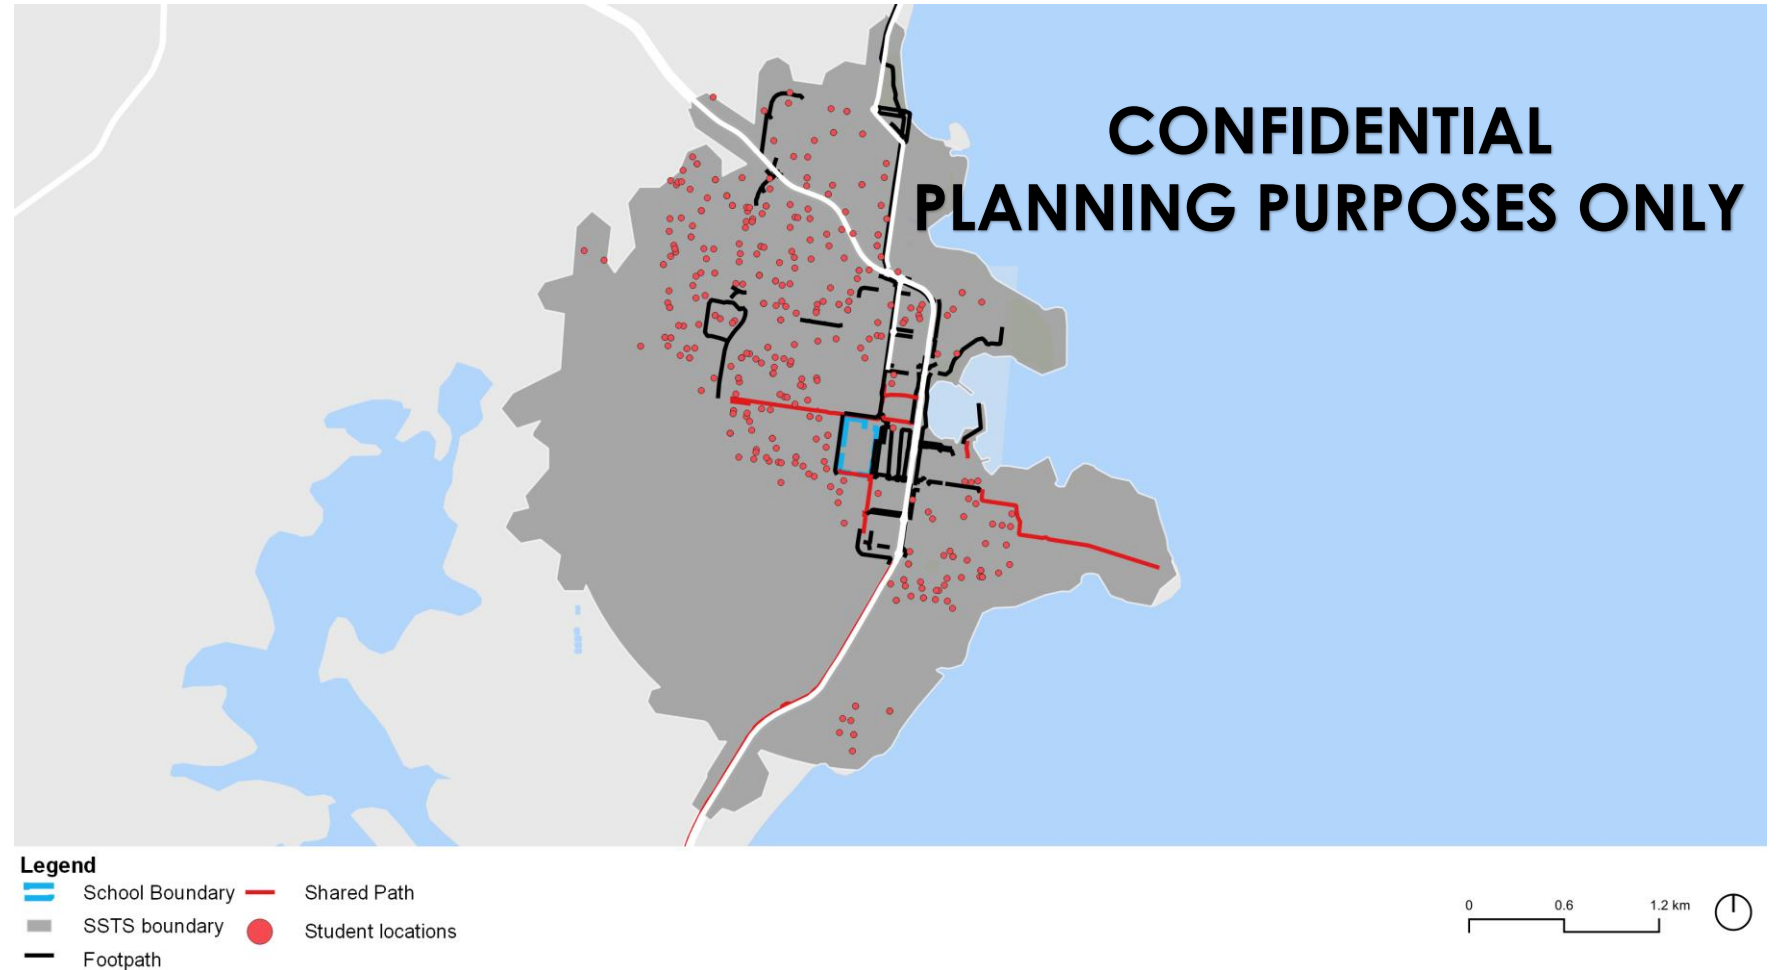 CONFIDENTIAL
PLANNING PURPOSES ONLY
Legend
School Boundary
Shared Path
SSTS boundary
Student locations
Footpath
0 0.6 1.2 km